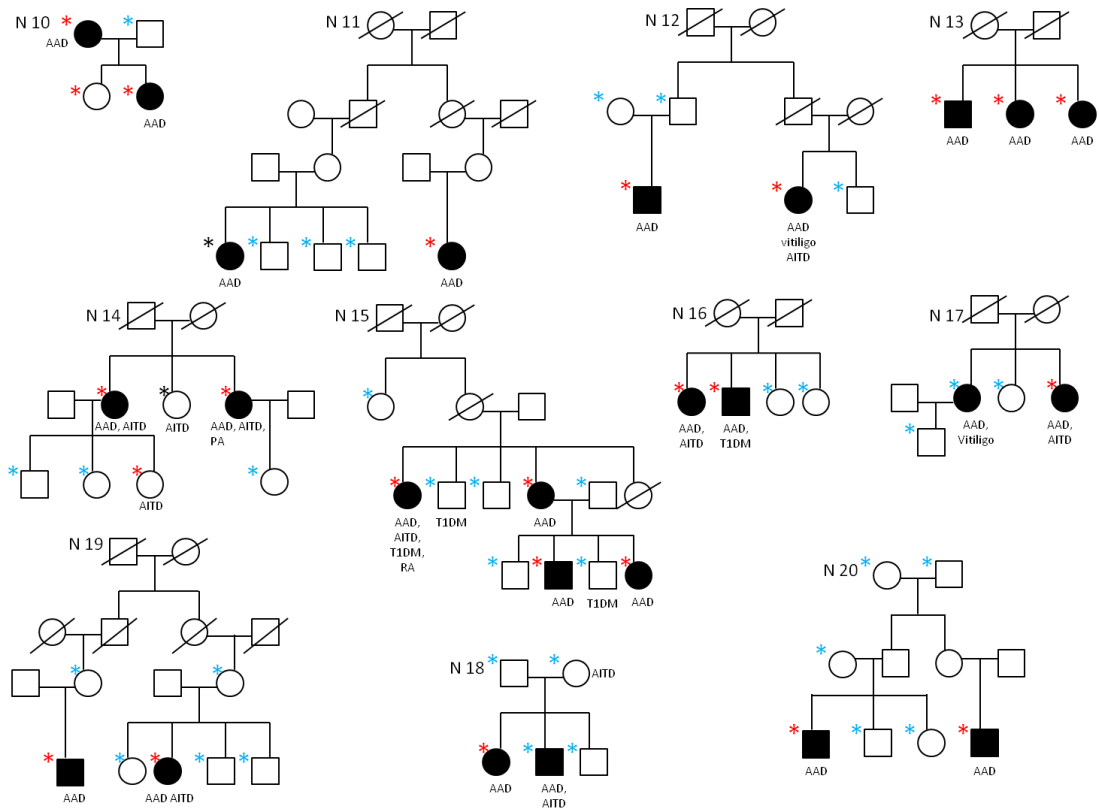 N 10
AAD
AAD
N 11
AAD
AAD
N 12
AAD
AAD
vitiligo
AITD
N 13
AAD
AAD
AAD
N 14
AAD, AITD
AITD
AAD, AITD,
PA
AITD
N 15
AAD,
AITD,
T1DM,
RA
T1DM
AAD
AAD
T1DM
AAD
N 16
AAD,
AITD
AAD,
T1DM
N 17
AAD,
Vitiligo
AAD,
AITD
N 19
AAD
AAD AITD
N 18
AITD
AAD
AAD,
AITD
N 20
AAD
AAD